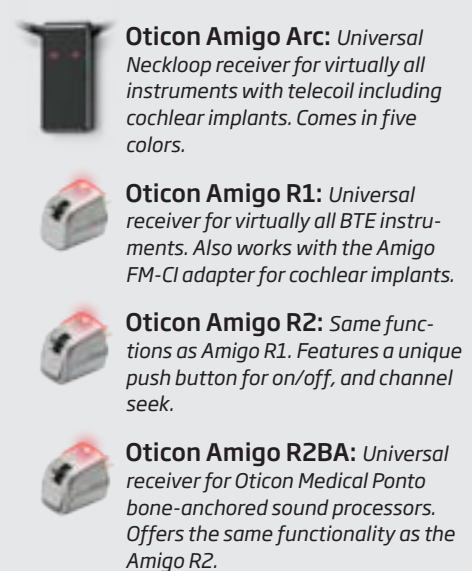 Oticon Amigo Arc: Universal
Neckloop receiver for virtually all
instruments with telecoil including
cochlear implants. Comes in five
colors.
Oticon Amigo R1: Universal
receiver for virtually all BTE instru-
ments. Also works with the Amigo
FM-CI adapter for cochlear implants.
Oticon Amigo R2: Same func-
tions as Amigo R1. Features a unique
push button for on/off, and channel
seek.
Oticon Amigo R2BA: Universal
receiver for Oticon Medical Ponto
bone-anchored sound processors.
Offers the same functionality as the
Amigo R2.